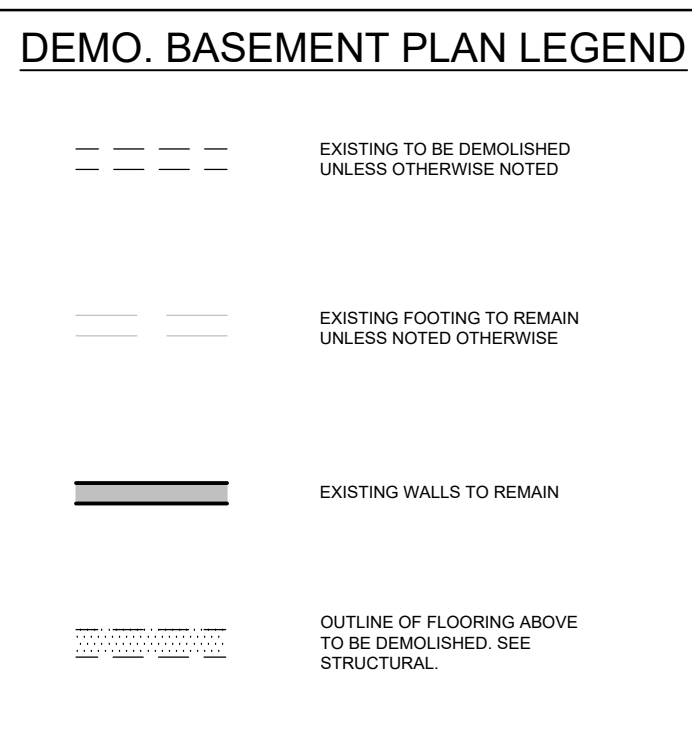 DEMO. BASEMENT PLAN LEGEND
EXISTING TO BE DEMOLISHED
UNLESS OTHERWISE NOTED
EXISTING FOOTING TO REMAIN
UNLESS NOTED OTHERWISE
EXISTING WALLS TO REMAIN
OUTLINE OF FLOORING ABOVE
TO BE DEMOLISHED. SEE
STRUCTURAL.